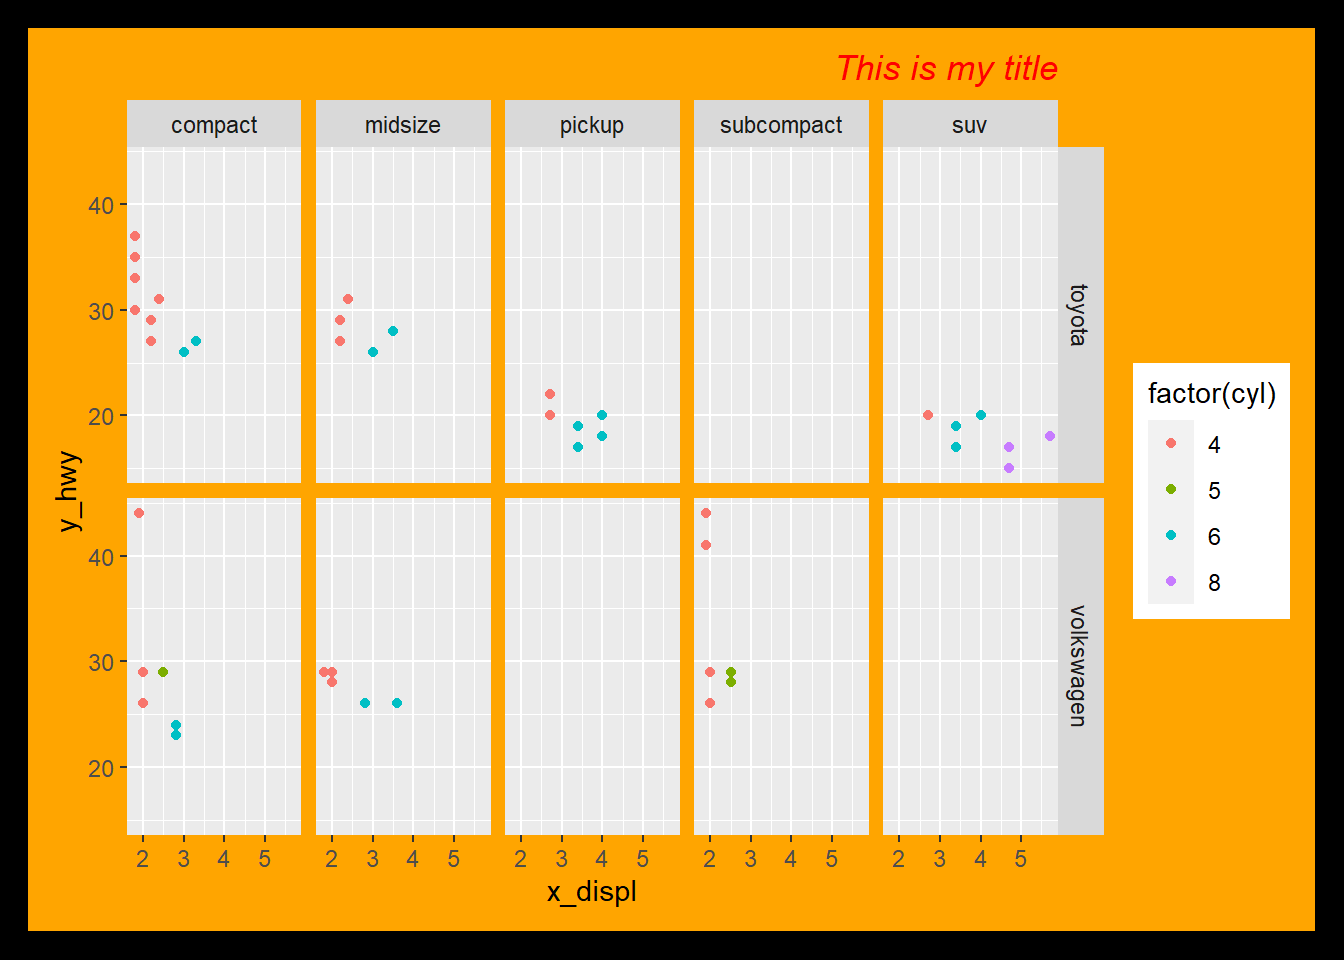 This is my title
compact midsize pickup subcompact suv
40
30
20
toyota
y_hwy
40
30
20
volkswagen
2 3 4 5 2 3 4 5 2 3 4 5 2 3 4 5 2 3 4 5
x_displ
factor(cyl)
4
5
6
8